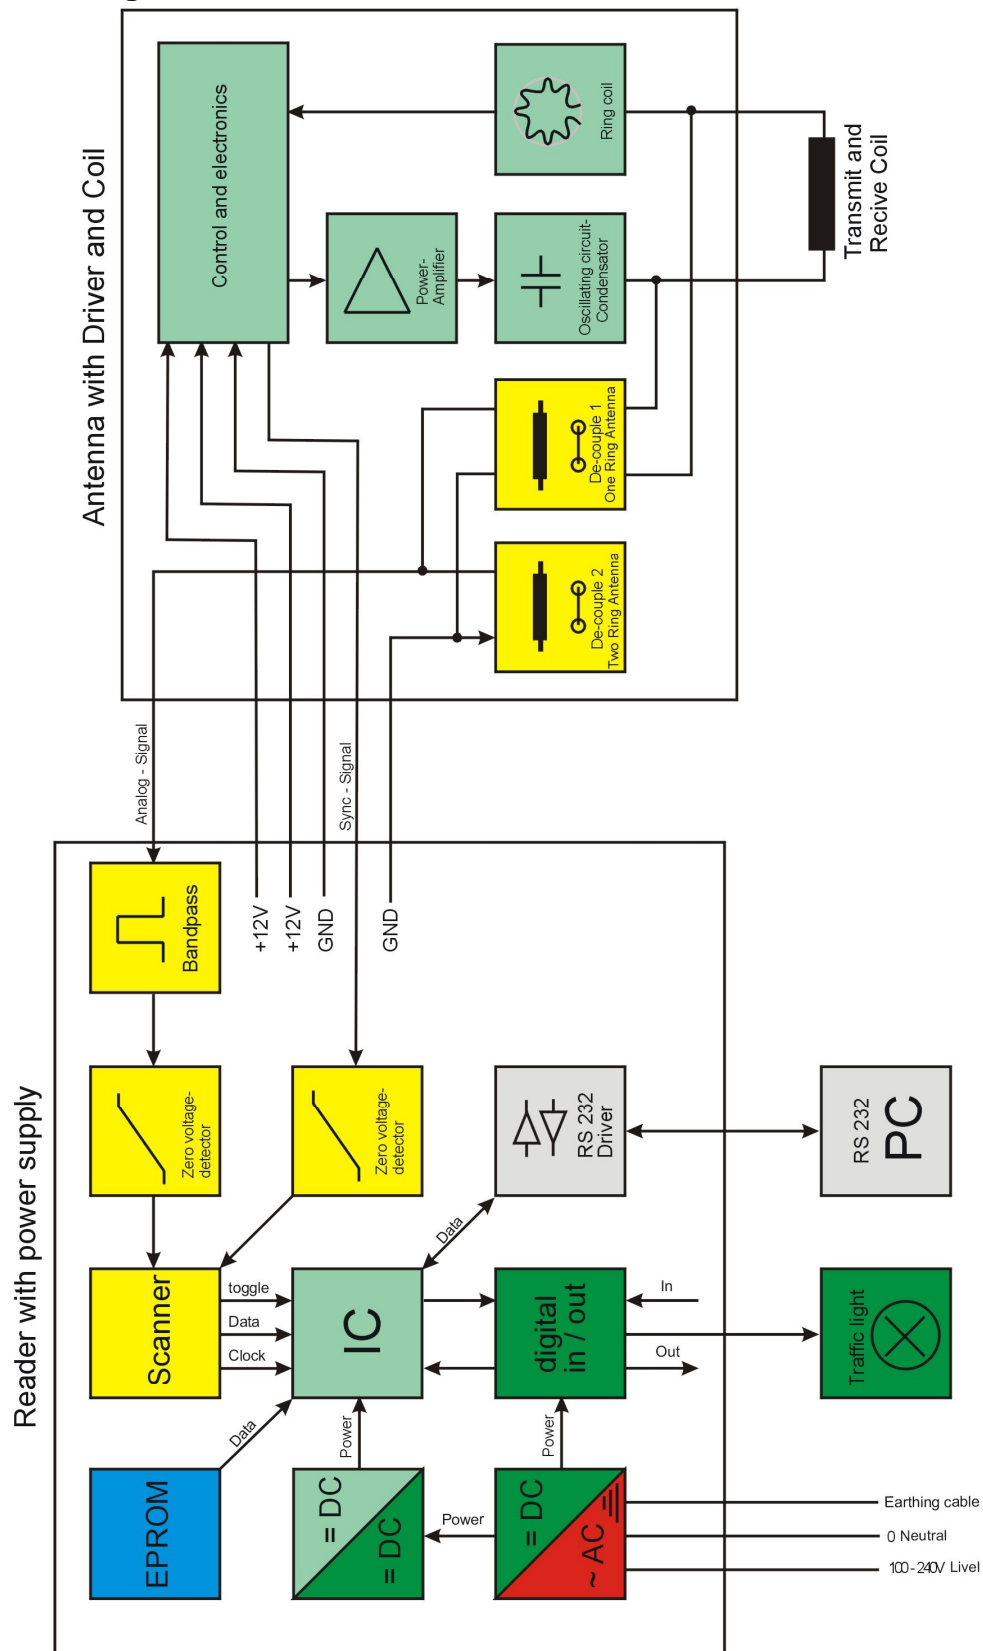 Antenna with Driver and Coil
Control and electronics
Ring coil
Power-
Amplifier
Oscillating circuit-
Condensator
Transmit and
Recive Coil
De-couple 1
One Ring Antenna
De-couple 2
Two Ring Antenna
Analog - Signal
Sync - Signal
Reader with power supply
Bandpass
+12V
+12V
GND
GND
Zero voltage-
detector
Zero voltage-
detector
RS 232
Driver
RS 232
PC
Data
Scanner
toggle
Data
Clock
IC
digital
in / out
In
Out
Traffic light
Data
Power
Power
EPROM
= DC
= DC
Power
= DC
~ AC
Earthing cable
0 Neutral
100-240V Livel